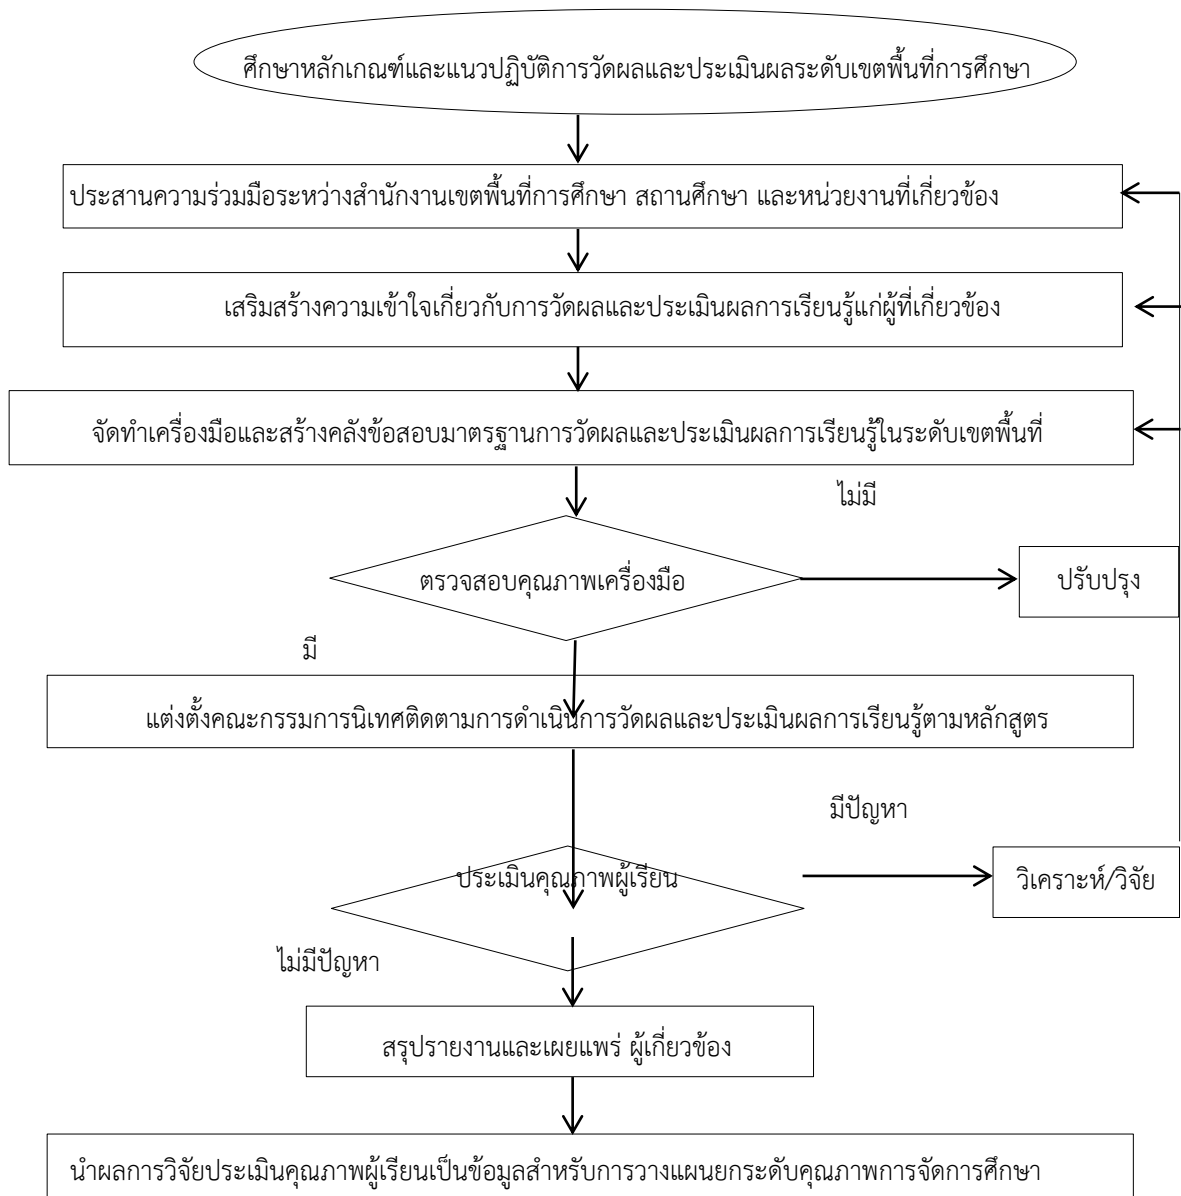 ศึกษาหลักเกณฑ์และแนวปฏิบัติการวัดผลและประเมินผลระดับเขตพื้นที่การศึกษา
ประสานความร่วมมือระหว่างสำนักงานเขตพื้นที่การศึกษา สถานศึกษา และหน่วยงานที่เกี่ยวข้อง
เสริมสร้างความเข้าใจเกี่ยวกับการวัดผลและประเมินผลการเรียนรู้แก่ผู้ที่เกี่ยวข้อง
จัดทำเครื่องมือและสร้างคลังข้อสอบมาตรฐานการวัดผลและประเมินผลการเรียนรู้ในระดับเขตพื้นที่
ไม่มี
ตรวจสอบคุณภาพเครื่องมือ
ปรับปรุง
มี
แต่งตั้งคณะกรรมการนิเทศติดตามการดำเนินการวัดผลและประเมินผลการเรียนรู้ตามหลักสูตร
มีปัญหา
ประเมินคุณภาพผู้เรียน
วิเคราะห์/วิจัย
ไม่มีปัญหา
สรุปรายงานและเผยแพร่ ผู้เกี่ยวข้อง
นำผลการวิจัยประเมินคุณภาพผู้เรียนเป็นข้อมูลสำหรับการวางแผนยกระดับคุณภาพการจัดการศึกษา